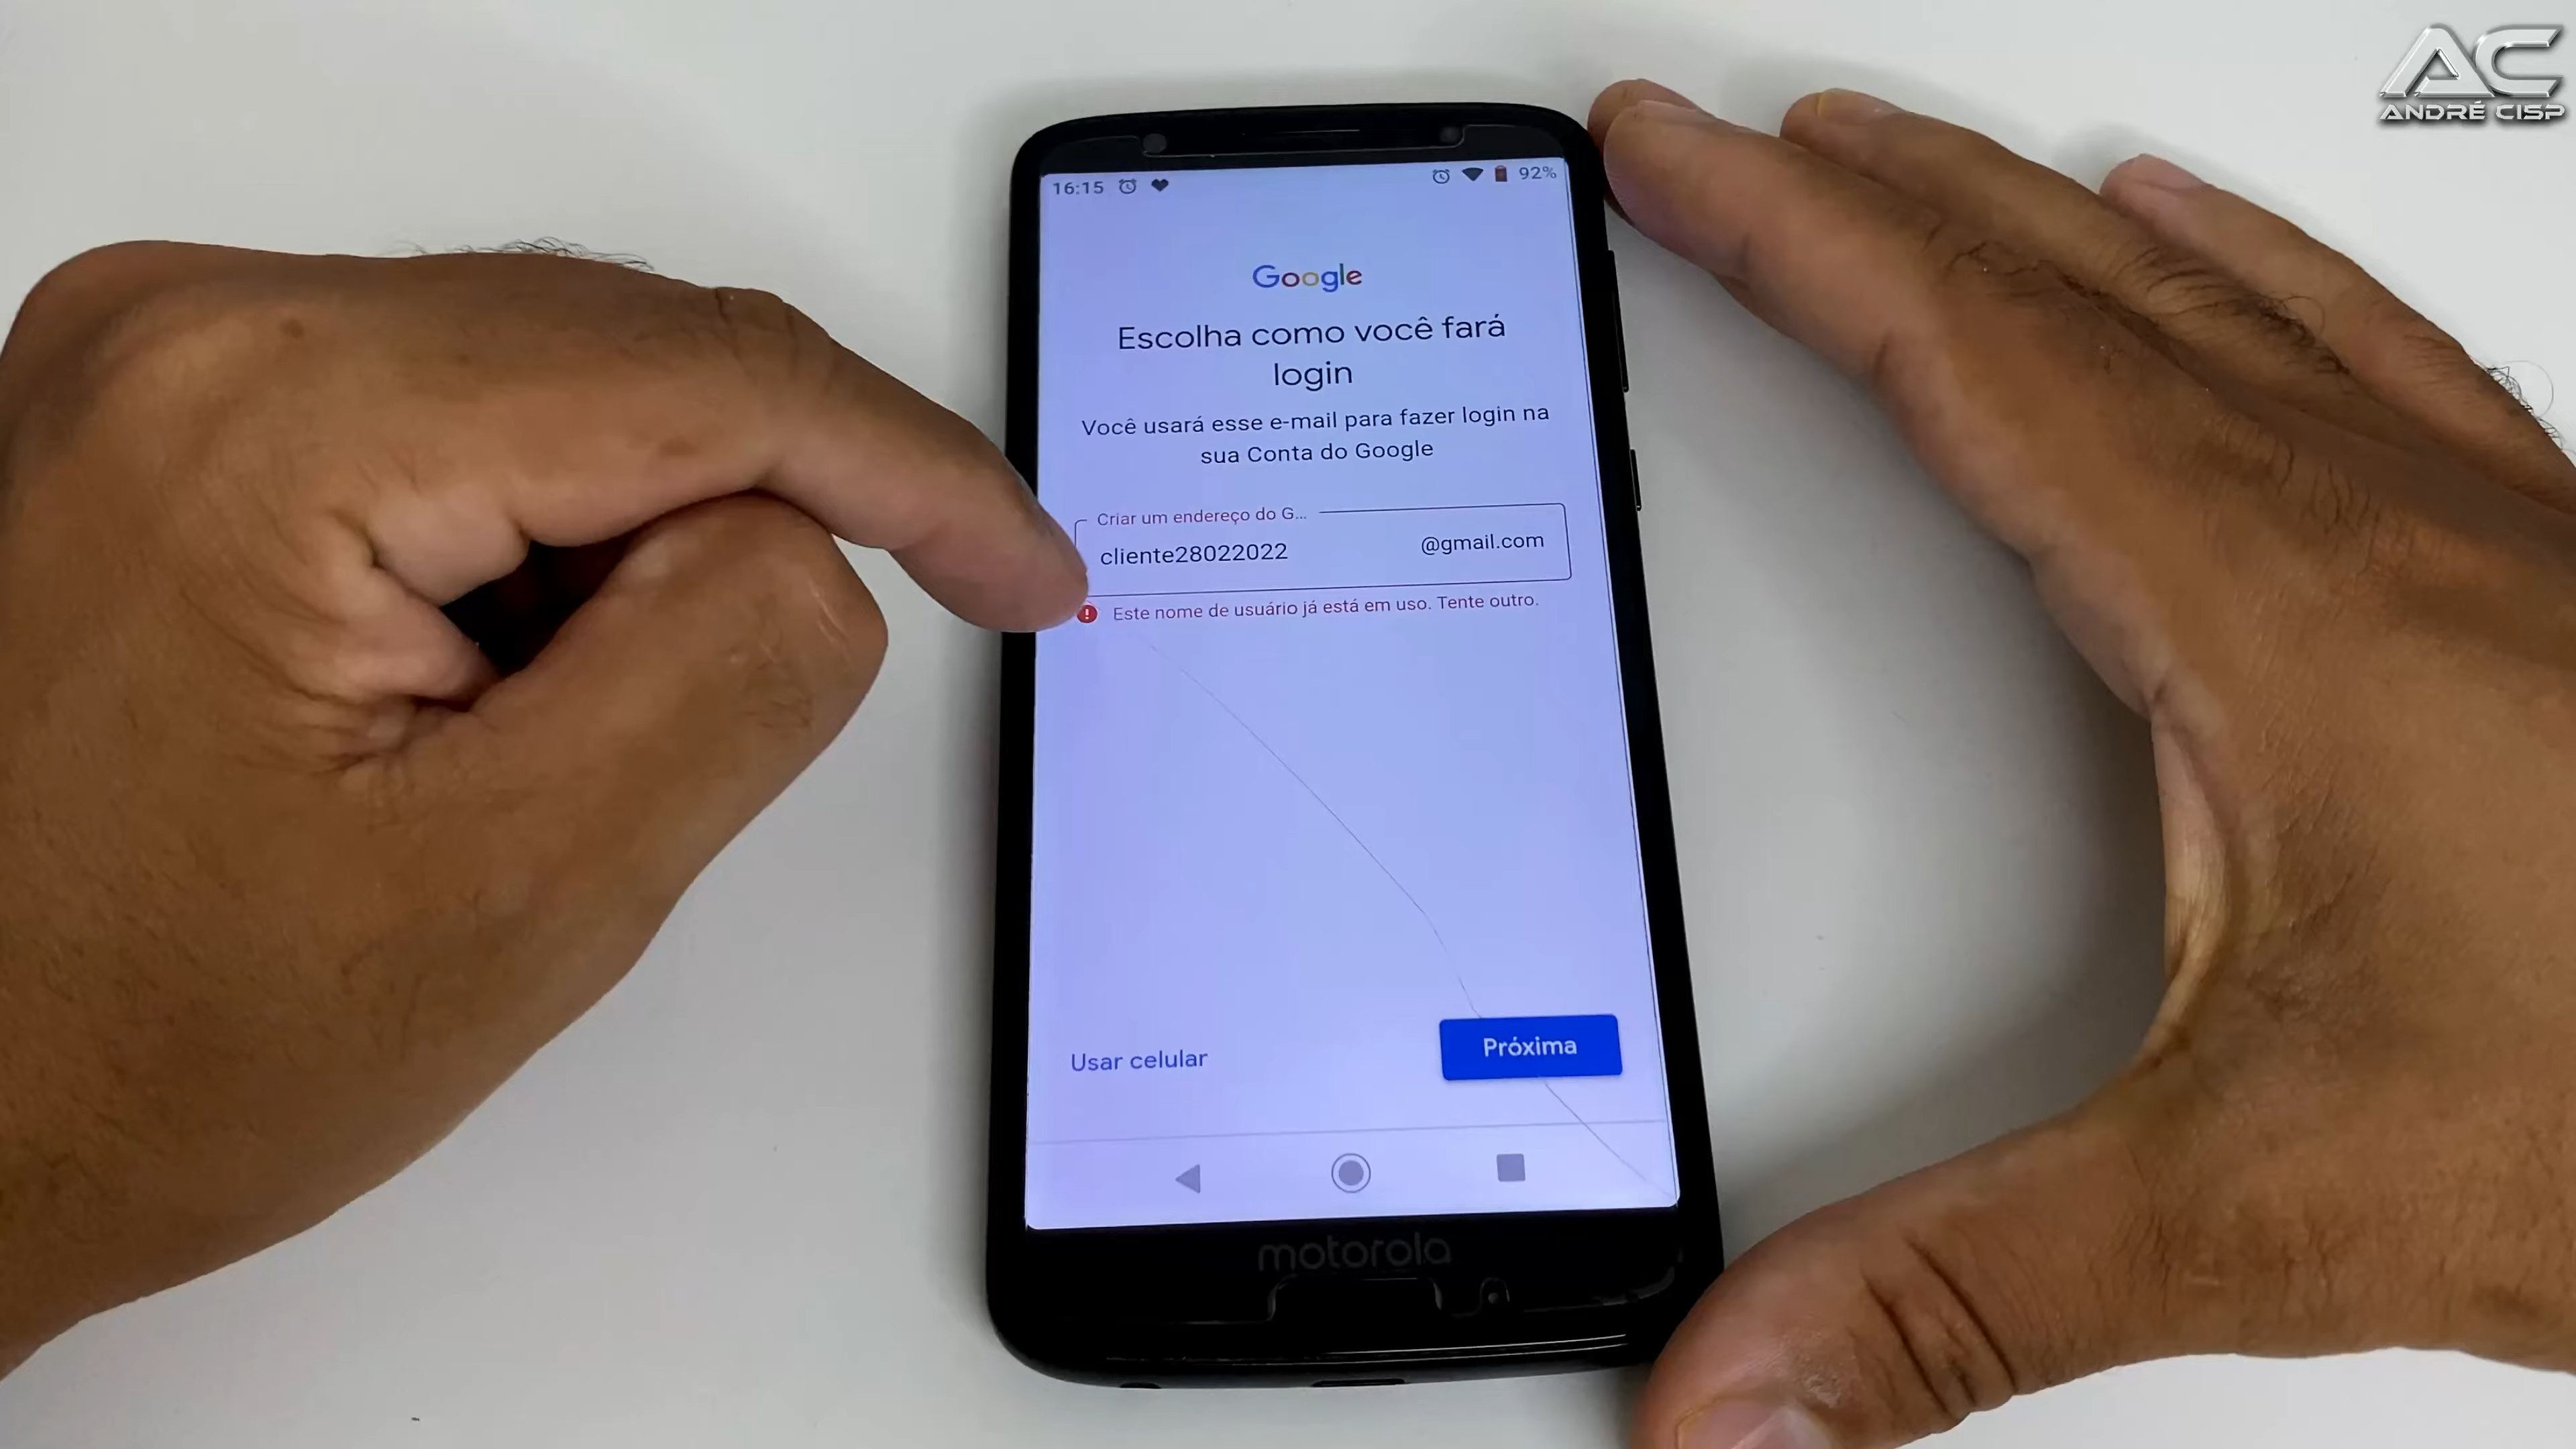 AC
ANDRÉ CISP
16:15
92%
Google
Escolha como você fará
login
Você usará esse e-mail para fazer login na
sua Conta do Google
Criar um endereço do G...
cliente28022022 @gmail.com
Este nome de usuário já está em uso. Tente outro.
Usar celular
Próxima
motorola